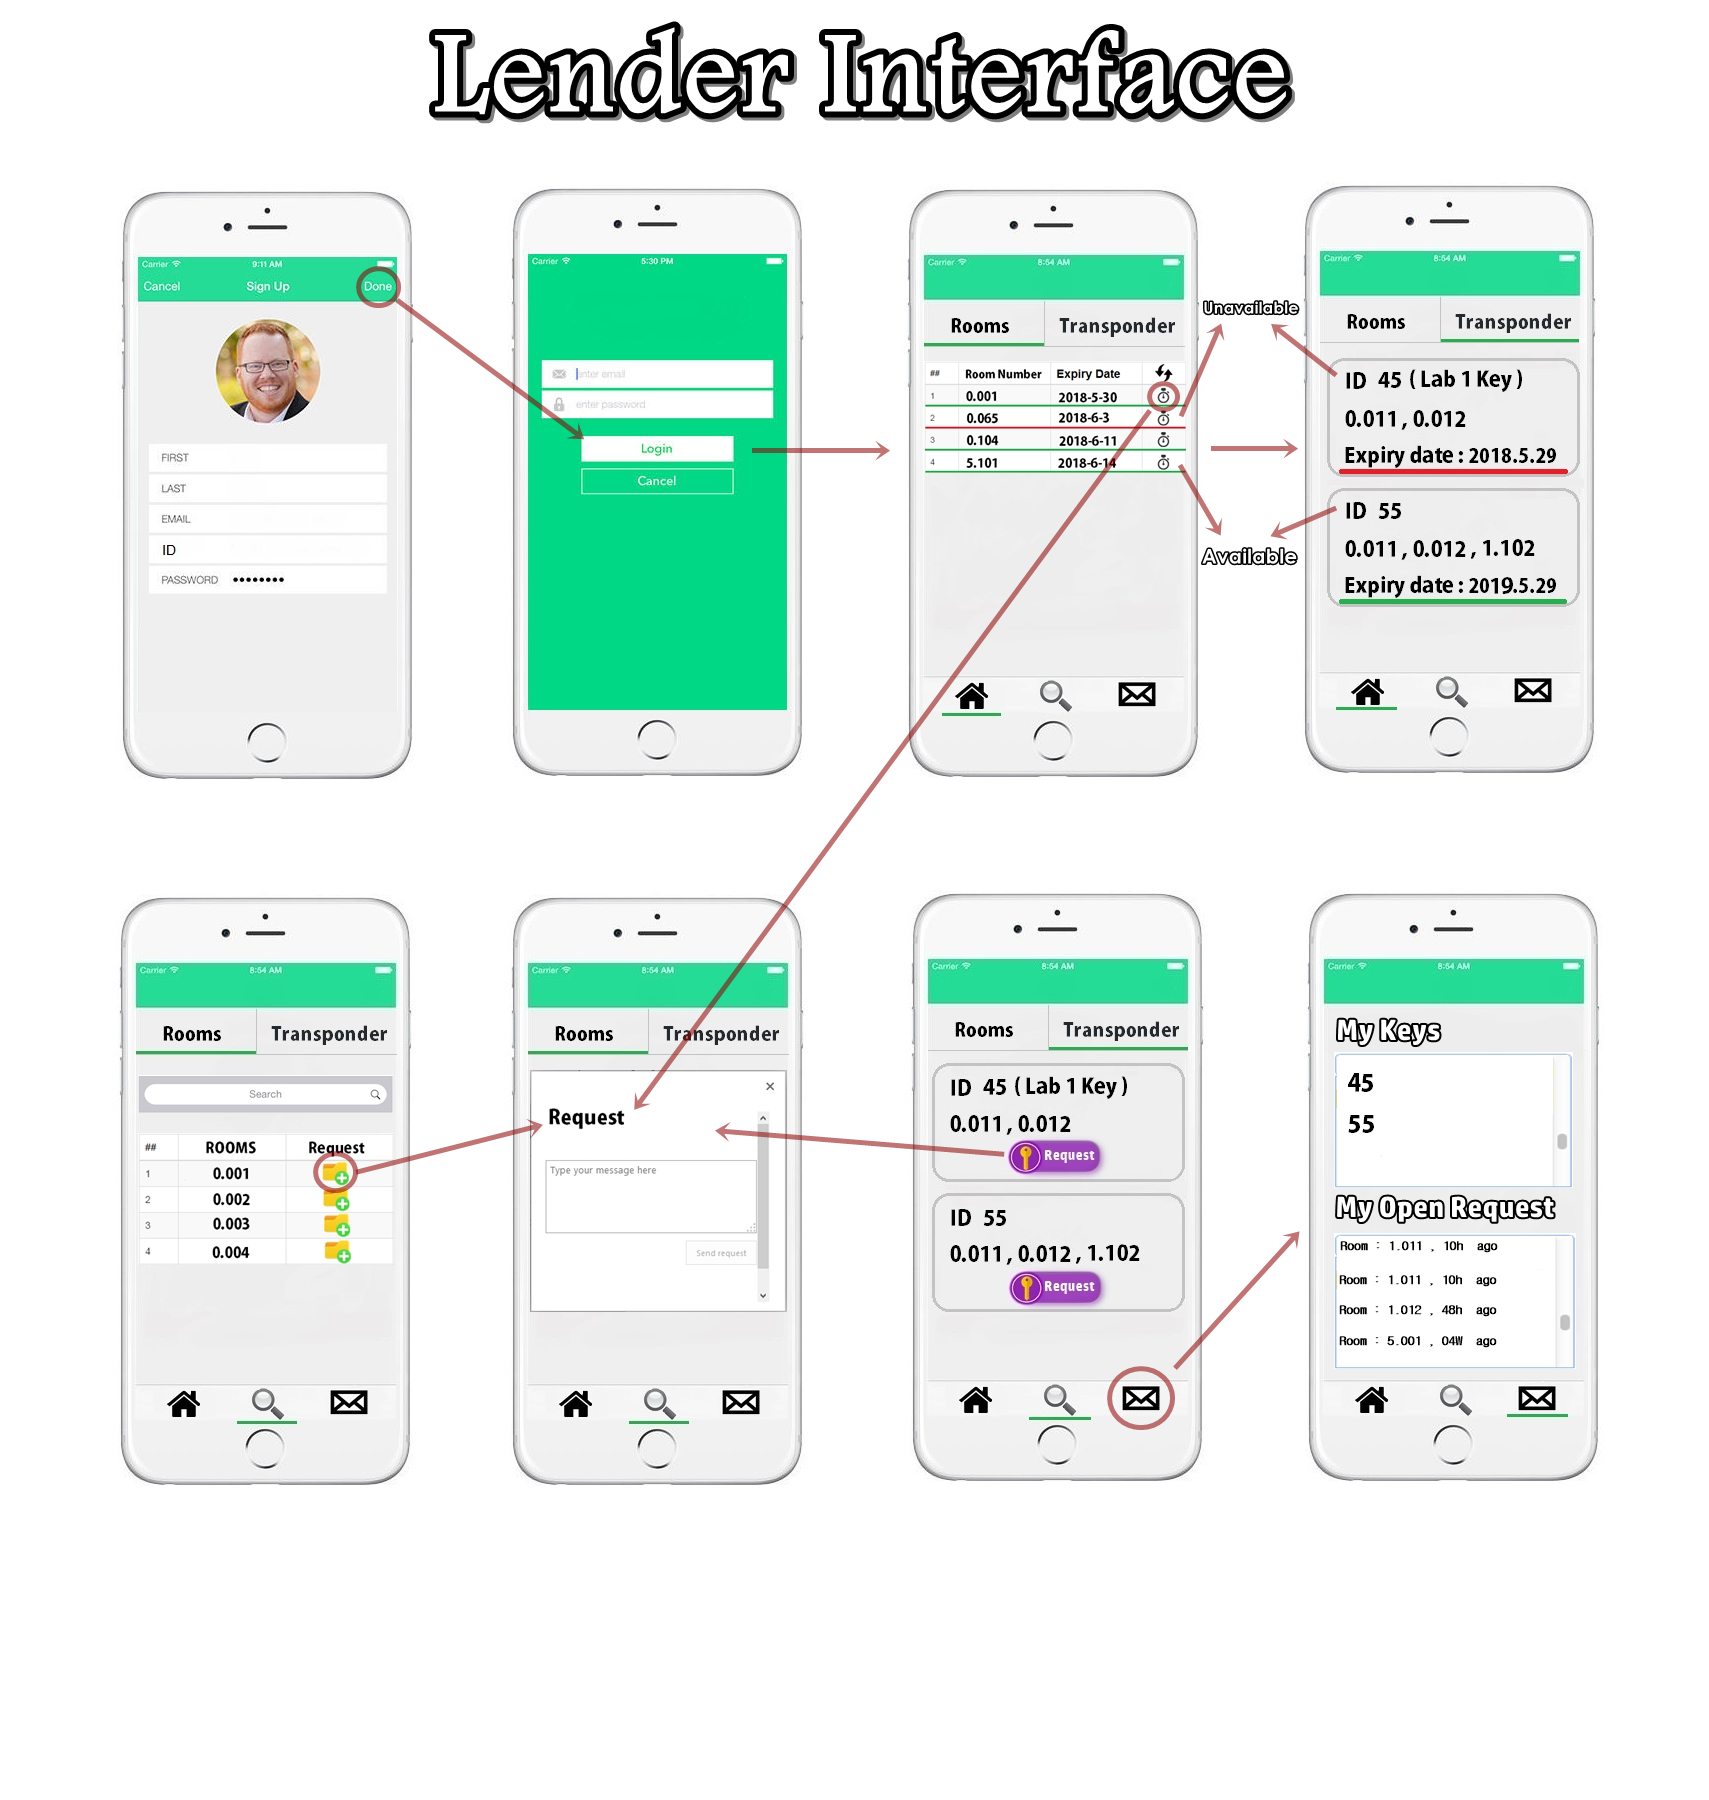 Lender Interface
Carrier 9:11 AM
Cancel Sign Up Done
FIRST
LAST
EMAIL
ID
PASSWORD ••••••••
Carrier 5:30 PM
enter email
enter password
Login
Cancel
Carrier 8:54 AM
Rooms Transponder
## Room Number Expiry Date
1 0.001 2018-5-30
2 0.065 2018-6-3
3 0.104 2018-6-11
4 5.101 2018-6-14
Unavailable
Available
Carrier 8:54 AM
Rooms Transponder
ID 45 ( Lab 1 Key )
0.011 , 0.012
Expiry date : 2018.5.29
ID 55
0.011 , 0.012 , 1.102
Expiry date : 2019.5.29
Carrier 8:54 AM
Rooms Transponder
Search
## ROOMS Request
1 0.001
2 0.002
3 0.003
4 0.004
Carrier 8:54 AM
Rooms Transponder
×
Request
Type your message here
Send request
Carrier 8:54 AM
Rooms Transponder
ID 45 ( Lab 1 Key )
0.011 , 0.012
Request
ID 55
0.011 , 0.012 , 1.102
Request
Carrier 8:54 AM
My Keys
45
55
My Open Request
Room : 1.011 , 10h ago
Room : 1.011 , 10h ago
Room : 1.012 , 48h ago
Room : 5.001 , 04W ago